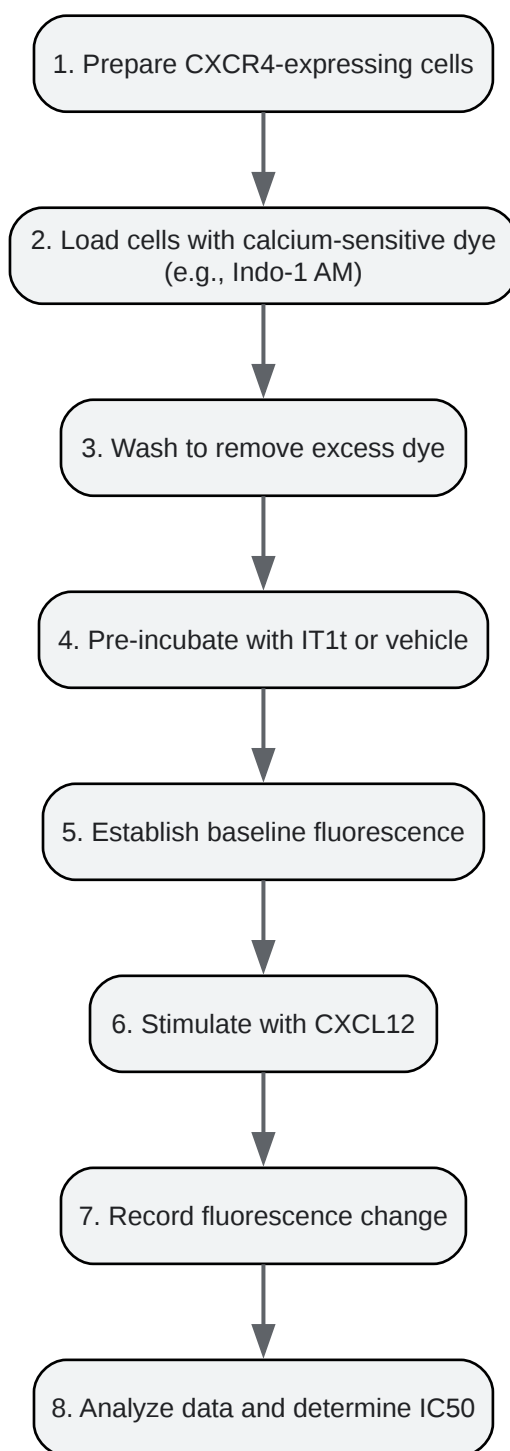 1. Prepare CXCR4-expressing cells
2. Load cells with calcium-sensitive dye
(e.g., Indo-1 AM)
3. Wash to remove excess dye
4. Pre-incubate with IT1t or vehicle
5. Establish baseline fluorescence
6. Stimulate with CXCL12
7. Record fluorescence change
8. Analyze data and determine IC50